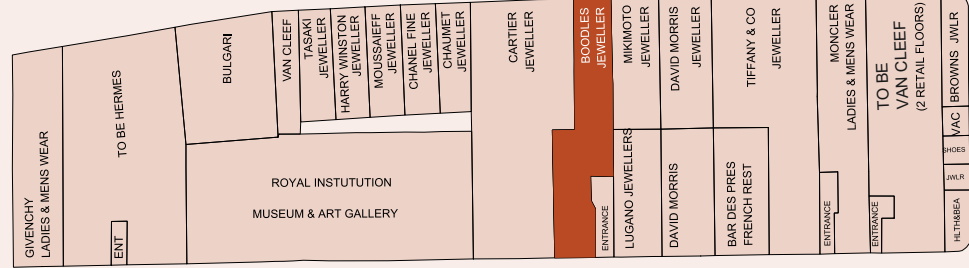 GIVENCHY
LADIES & MENS WEAR
TO BE HERMES
ENT
BULGARI
VAN CLEEF
TASAKI
JEWELLER
HARRY WINSTON
JEWELLER
MOUSSAIEFF
JEWELLER
CHANEL FINE
JEWELLER
CHAUMET
JEWELLER
ROYAL INSTUTUTION
MUSEUM & ART GALLERY
CARTIER
JEWELLER
BOODLES
JEWELLER
ENTRANCE
MIKIMOTO
JEWELLER
LUGANO JEWELLERS
DAVID MORRIS
JEWELLER
DAVID MORRIS
TIFFANY & CO
JEWELLER
BAR DES PRES
FRENCH REST
MONCLER
LADIES & MENS WEAR
ENTRANCE
TO BE
VAN CLEEF
(2 RETAIL FLOORS)
ENTRANCE
BROWNS JWLR
VAC
SHOES
JWLR
HLTH&BEA